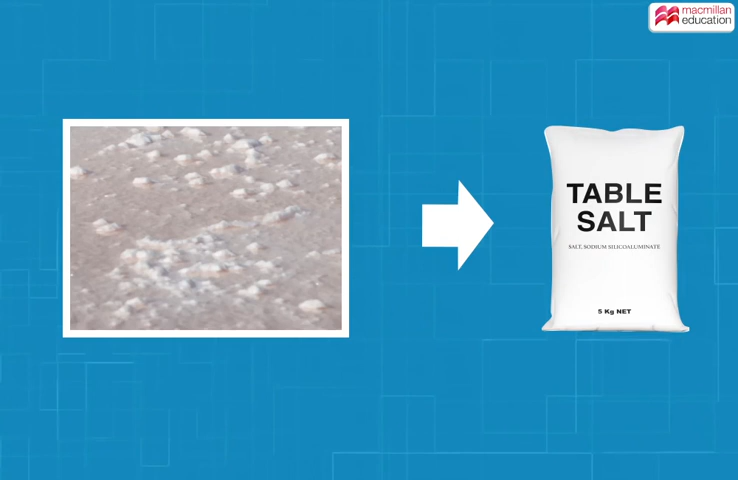 macmillan
education
TABLE
SALT
SALT, SODIUM SILICOALUMINATE
5 Kg NET